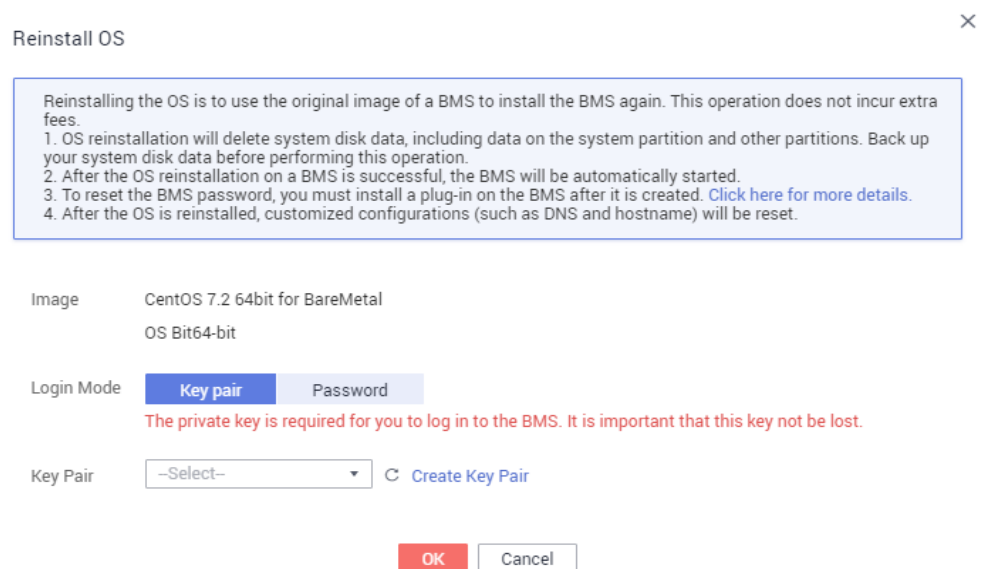 Reinstall OS
Reinstalling the OS is to use the original image of a BMS to install the BMS again. This operation does not incur extra
fees.
1. OS reinstallation will delete system disk data, including data on the system partition and other partitions. Back up
your system disk data before performing this operation.
2. After the OS reinstallation on a BMS is successful, the BMS will be automatically started.
3. To reset the BMS password, you must install a plug-in on the BMS after it is created. Click here for more details.
4. After the OS is reinstalled, customized configurations (such as DNS and hostname) will be reset.
Image CentOS 7.2 64bit for BareMetal
OS Bit64-bit
Login Mode Key pair Password
The private key is required for you to log in to the BMS. It is important that this key not be lost.
Key Pair --Select-- Create Key Pair
OK Cancel